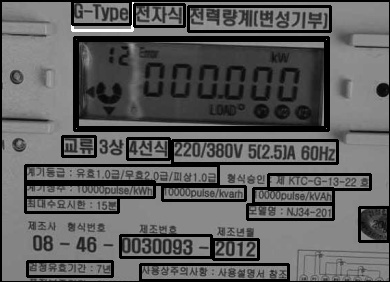 G-Type 전자식 전력량계(변성기부)
12 Error kW
000.000
LOAD
교류 3상 4선식 220/380V 5(2.5)A 60Hz
계기등급 : 유효1.0급/무효2.0급/피상1.0급 형식승인 : 제 KTC-G-13-22 호
계기정수 : 10000pulse/kWh 10000pulse/kvarh 10000pulse/kVAh
최대수요시한 : 15분 모델명 : NJ34-201
제조사 형식번호 제조번호 제조년월
08 - 46 - 0030093 - 2012
검정유효기간 : 7년 사용상주의사항 : 사용설명서 참조